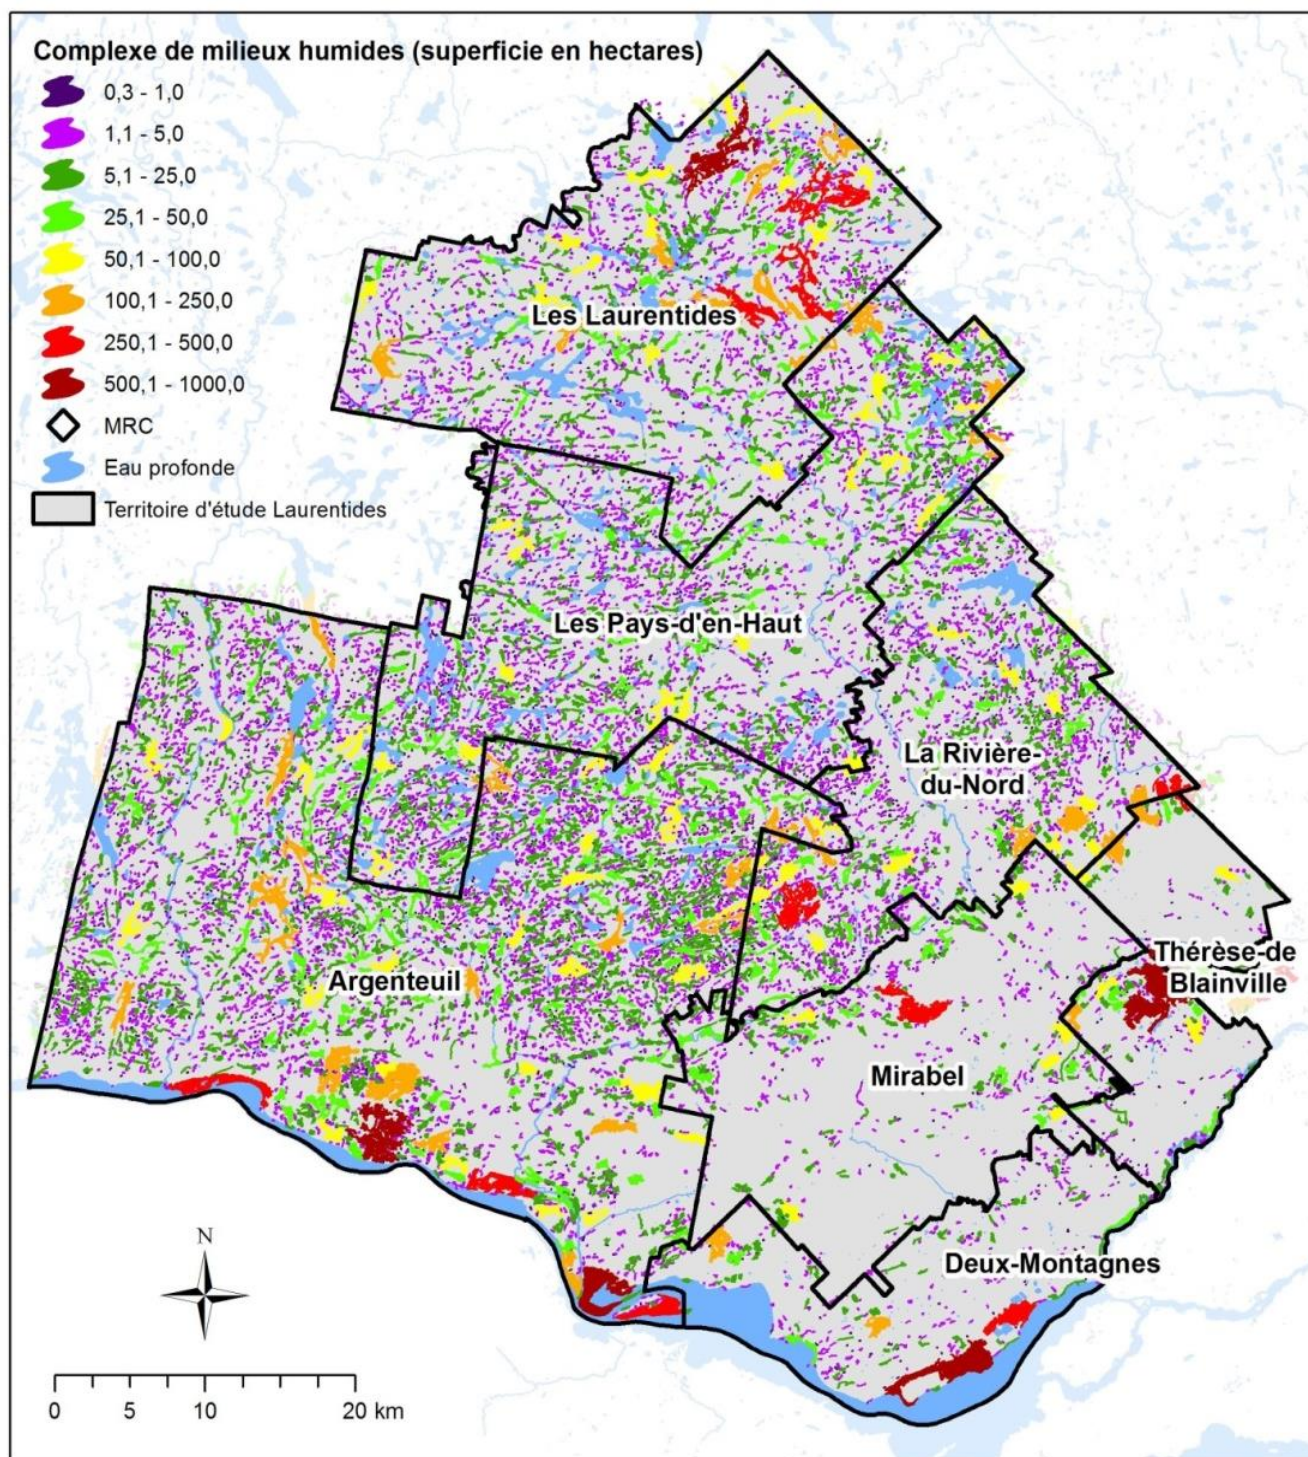 Complexe de milieux humides (superficie en hectares)
0,3 - 1,0
1,1 - 5,0
5,1 - 25,0
25,1 - 50,0
50,1 - 100,0
100,1 - 250,0
250,1 - 500,0
500,1 - 1000,0
MRC
Eau profonde
Territoire d'étude Laurentides
Les Laurentides
Les Pays-d'en-Haut
La Rivière-
du-Nord
Thérèse-de
Blainville
Argenteuil
Mirabel
Deux-Montagnes
N
0 5 10 20 km